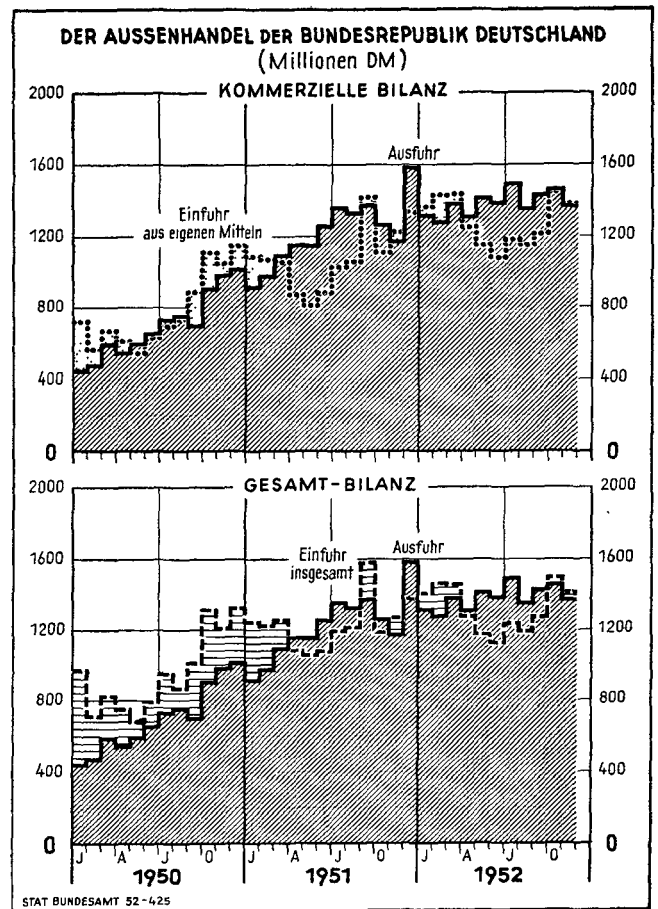 DER AUSSENHANDEL DER BUNDESREPUBLIK DEUTSCHLAND
(Millionen DM)
KOMMERZIELLE BILANZ
2000 2000
1600 1600
Ausfuhr
Einfuhr
aus eigenen Mitteln
1200 1200
800 800
400 400
0 0
GESAMT-BILANZ
2000 2000
1600 1600
Einfuhr
insgesamt
Ausfuhr
1200 1200
800 800
400 400
0 0
J A J O J A J O J A J O
1950 1951 1952
STAT BUNDESAMT 52-425